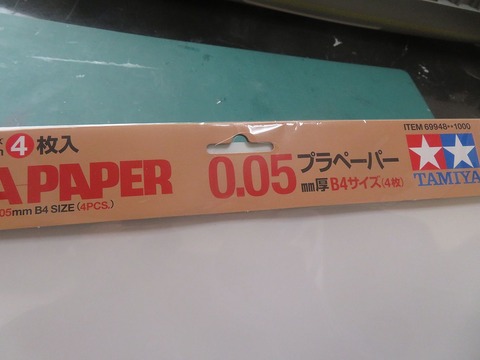 4枚入
A PAPER
05mm B4 SIZE (4PCS.)
0.05
プラペーパー
mm厚 B4サイズ(4枚)
ITEM 69948··1000
TAMIYA